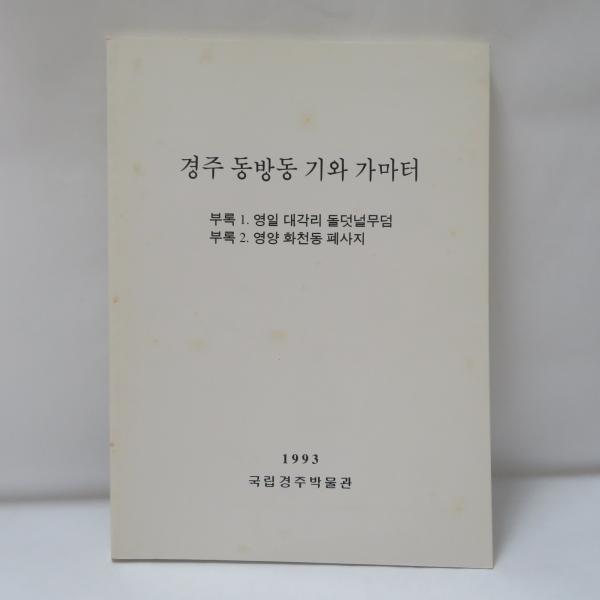 경주 동방동 기와 가마터
부록 1. 영일 대각리 돌덧널무덤
부록 2. 영양 화천동 폐사지
1993
국립경주박물관